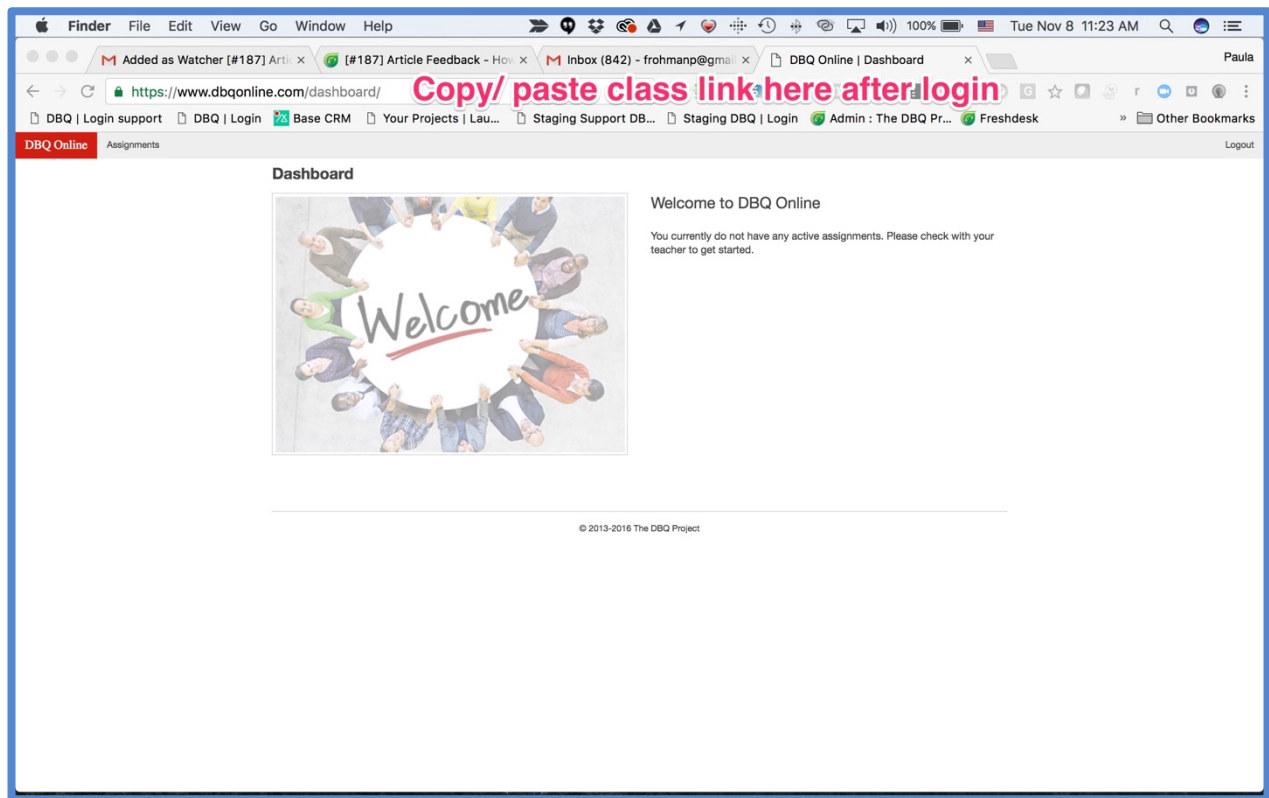 Finder File Edit View Go Window Help 100% Tue Nov 8 11:23 AM
Added as Watcher [#187] Artic [#187] Article Feedback - How Inbox (842) - frohmanp@gmail DBQ Online | Dashboard Paula
https://www.dbqonline.com/dashboard/ Copy/ paste class link here after login
DBQ | Login support DBQ | Login Base CRM Your Projects | Lau... Staging Support DB... Staging DBQ | Login Admin : The DBQ Pr... Freshdesk » Other Bookmarks
DBQ Online Assignments Logout
Dashboard
Welcome
Welcome to DBQ Online
You currently do not have any active assignments. Please check with your
teacher to get started.
© 2013-2016 The DBQ Project